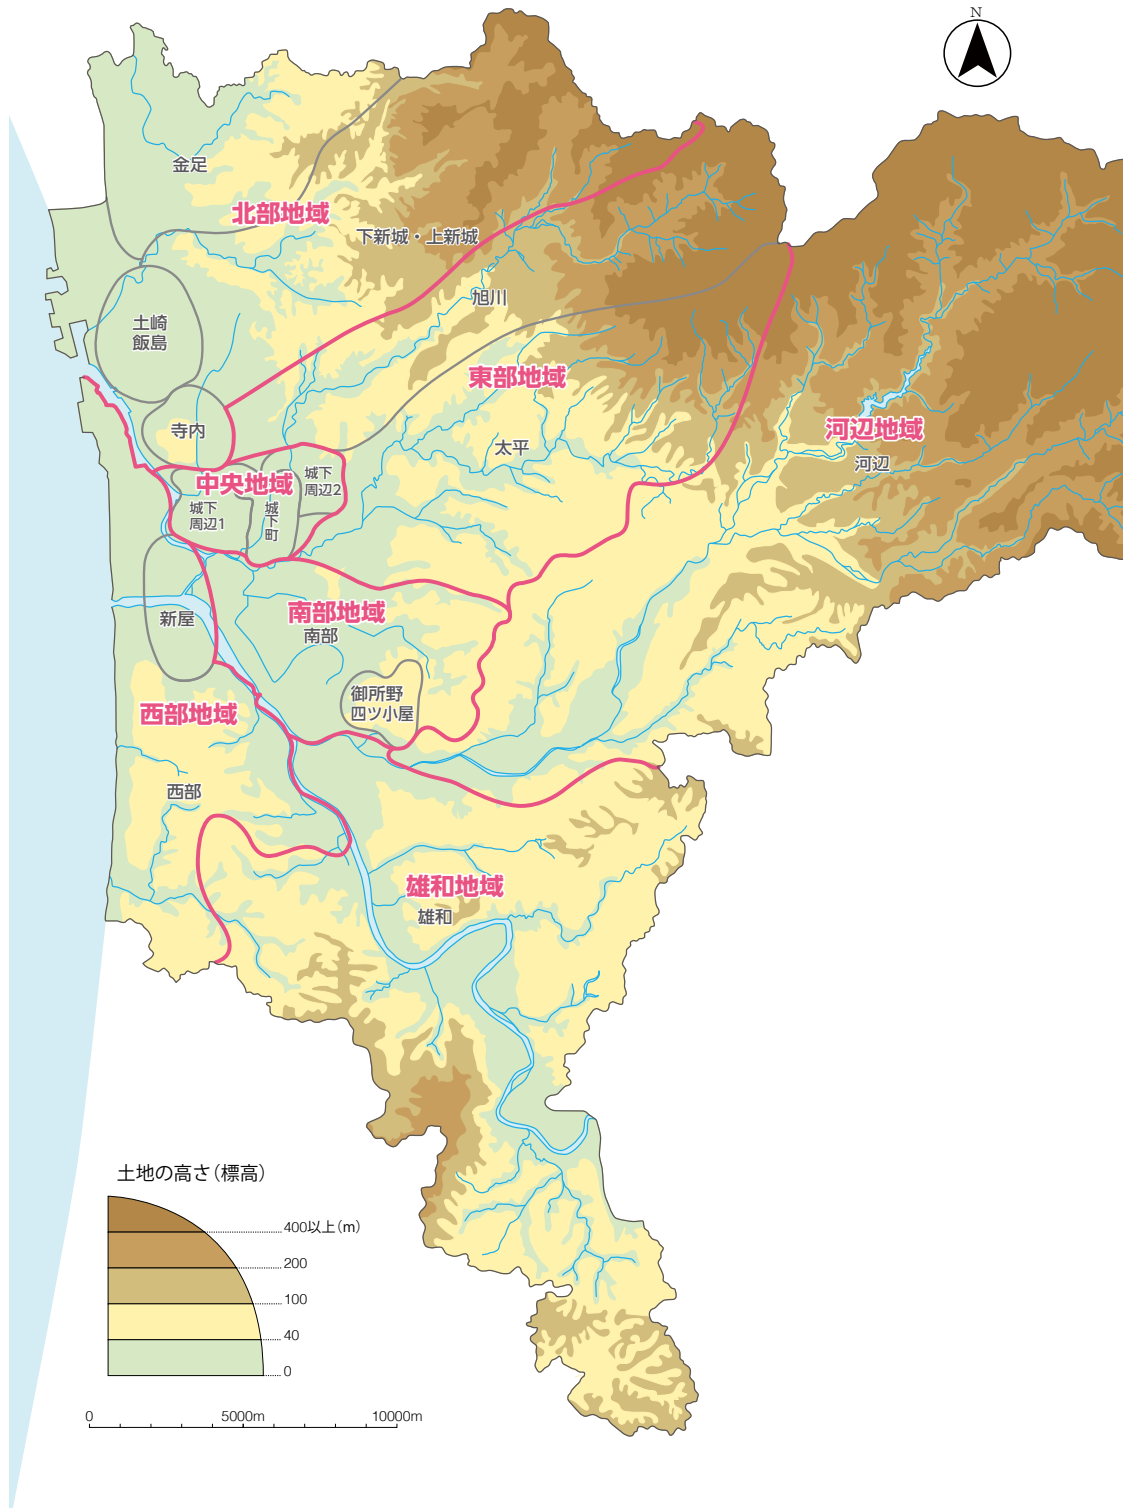 N
金足
北部地域
下新城・上新城
旭川
土崎
飯島
東部地域
寺内
太平
河辺地域
河辺
中央地域
城下
周辺2
城下
周辺1
城下町
南部地域
南部
新屋
御所野
四ツ小屋
西部地域
西部
雄和地域
雄和
土地の高さ（標高）
400以上（m）
200
100
40
0
0
5000m
10000m